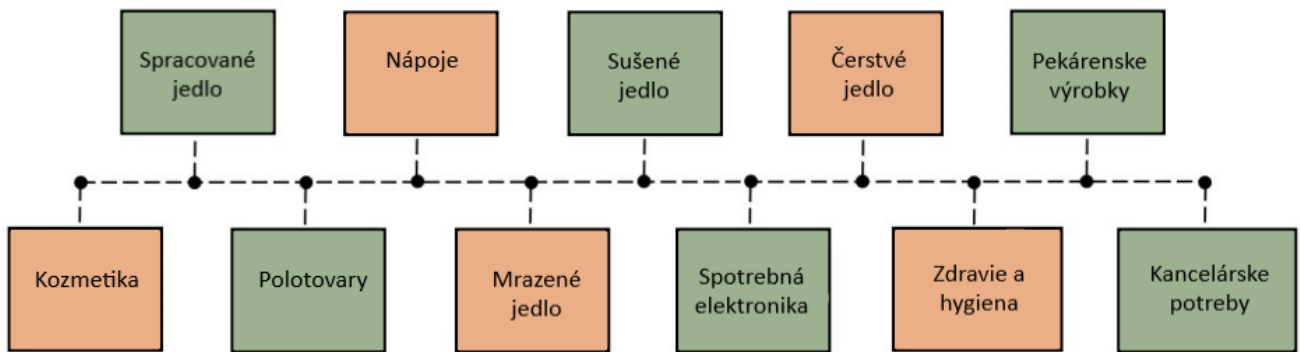 Spracované
jedlo
Nápoje
Sušené
jedlo
Čerstvé
jedlo
Pekárenske
výrobky
Kozmetika
Polotovary
Mrazené
jedlo
Spotrebná
elektronika
Zdravie a
hygiena
Kancelárske
potreby